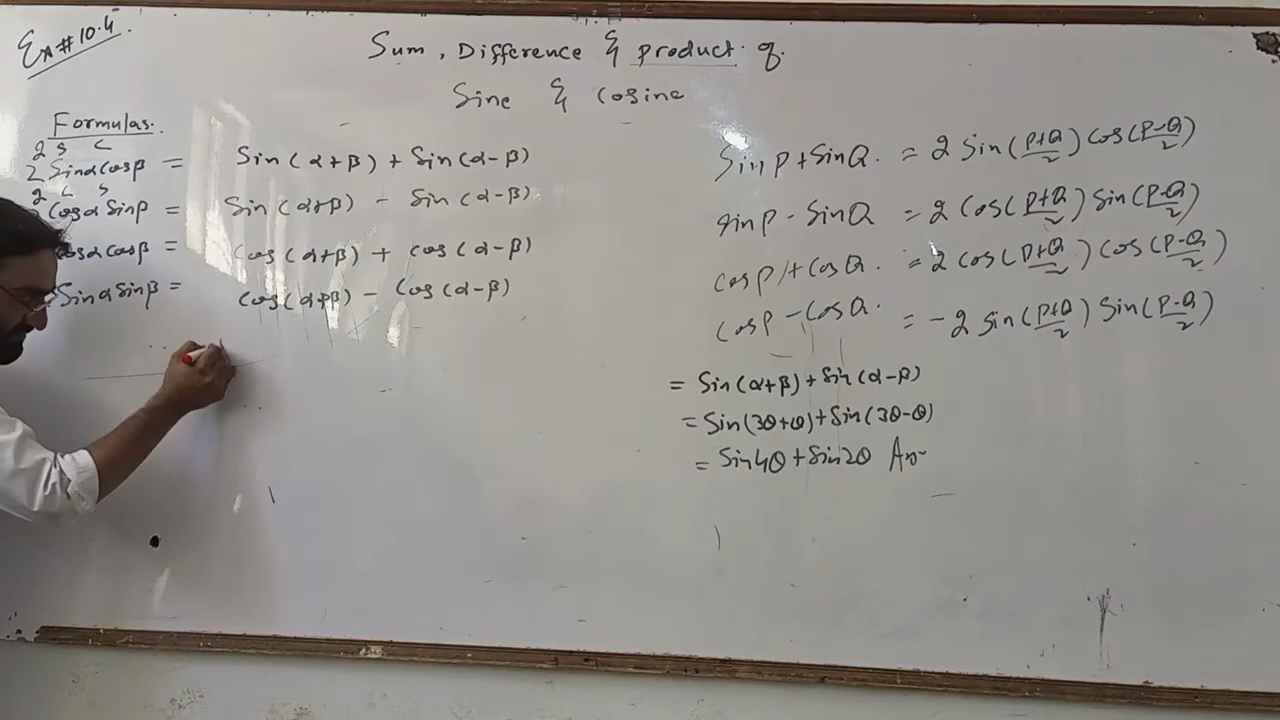 Ex # 10.4.
Sum, Difference & product of
Sine & Cosine
Formulas.
2 S C
2 Sinα Cosβ = Sin(α+β) + Sin(α-β)
2 C S
Cosα Sinβ = Sin(α+β) - Sin(α-β)
Cosα Cosβ = Cos(α+β) + Cos(α-β)
Sinα Sinβ = Cos(α+β) - Cos(α-β)
Sin P + Sin Q. = 2 Sin(P+Q/2) Cos(P-Q/2)
Sin P - Sin Q = 2 Cos(P+Q/2) Sin(P-Q/2)
Cos P + Cos Q. = 2 Cos(P+Q/2) Cos(P-Q/2)
Cos P - Cos Q. = -2 Sin(P+Q/2) Sin(P-Q/2)
= Sin(α+β) + Sin(α-β)
= Sin(3θ+θ) + Sin(3θ-θ)
= Sin4θ + Sin2θ Ans